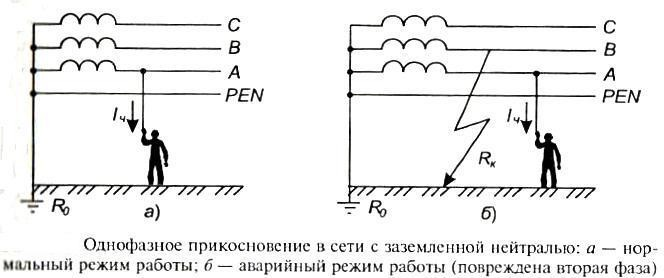 C
B
A
PEN
Iч
R0
а)
C
B
A
PEN
Iч
Rк
R0
б)
Однофазное прикосновение в сети с заземленной нейтралью: а — нор-
мальный режим работы; б — аварийный режим работы (повреждена вторая фаза)